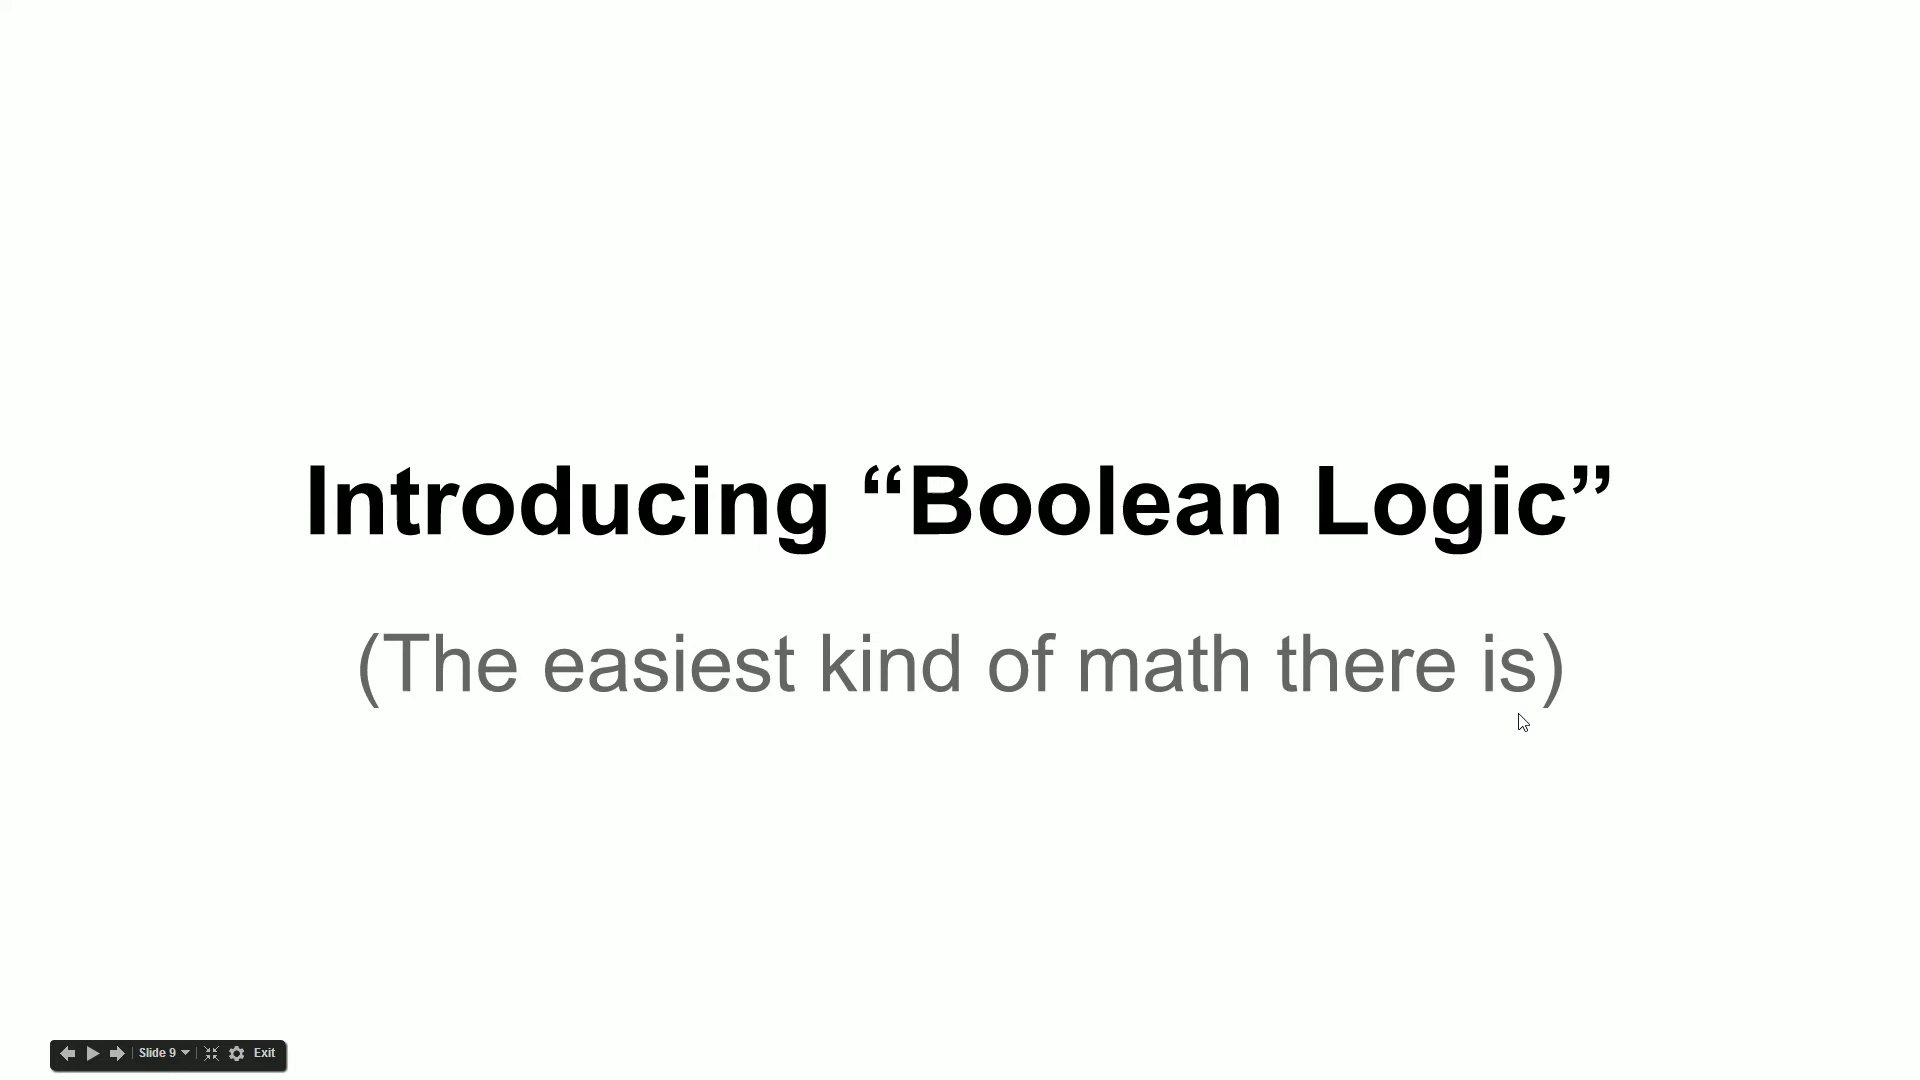 Introducing “Boolean Logic”
(The easiest kind of math there is)
Slide 9 Exit